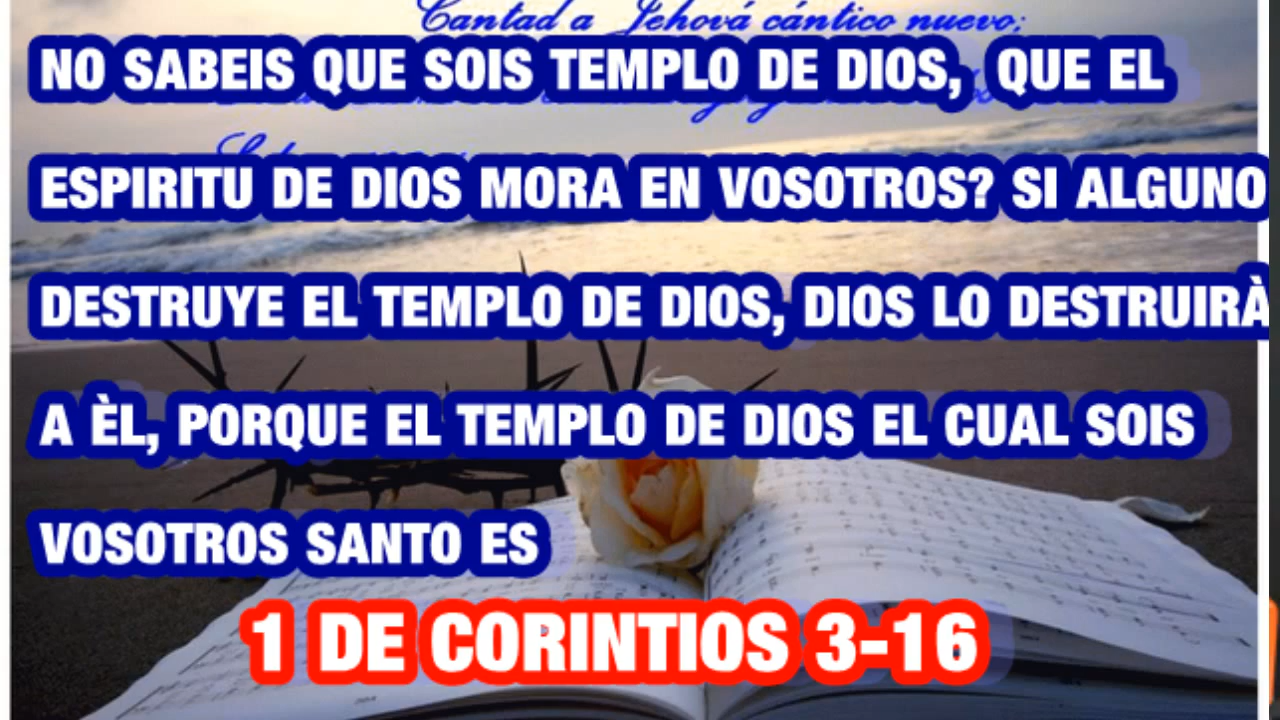 Cantad a Jehová cántico nuevo;
NO SABEIS QUE SOIS TEMPLO DE DIOS, QUE EL
ESPIRITU DE DIOS MORA EN VOSOTROS? SI ALGUNO
DESTRUYE EL TEMPLO DE DIOS, DIOS LO DESTRUIRÀ
A ÈL, PORQUE EL TEMPLO DE DIOS EL CUAL SOIS
VOSOTROS SANTO ES
1 DE CORINTIOS 3-16